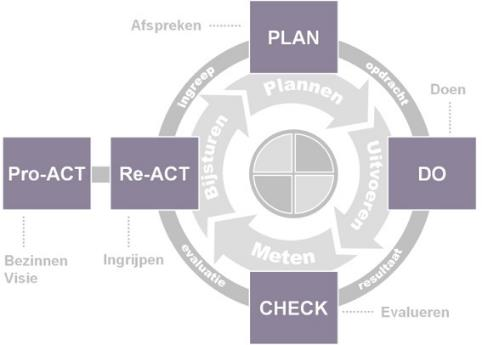 Afspreken
PLAN
ingreep
Plannen
opdracht
Doen
Pro-ACT
Re-ACT
Bijsturen
Uitvoeren
DO
Bezinnen
Visie
Ingrijpen
evaluatie
Meten
resultaat
CHECK
Evalueren